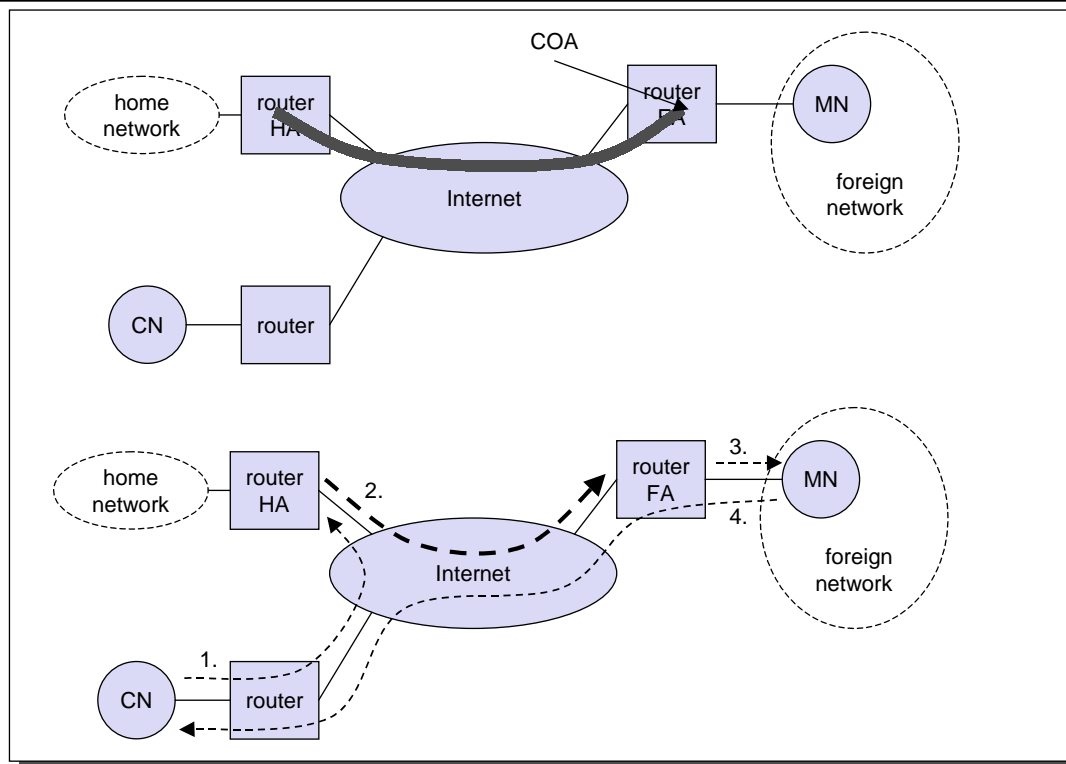 COA
home
network
router
HA
router
FA
MN
Internet
foreign
network
CN
router
home
network
router
HA
2.
router
FA
3.
MN
4.
Internet
foreign
network
1.
CN
router